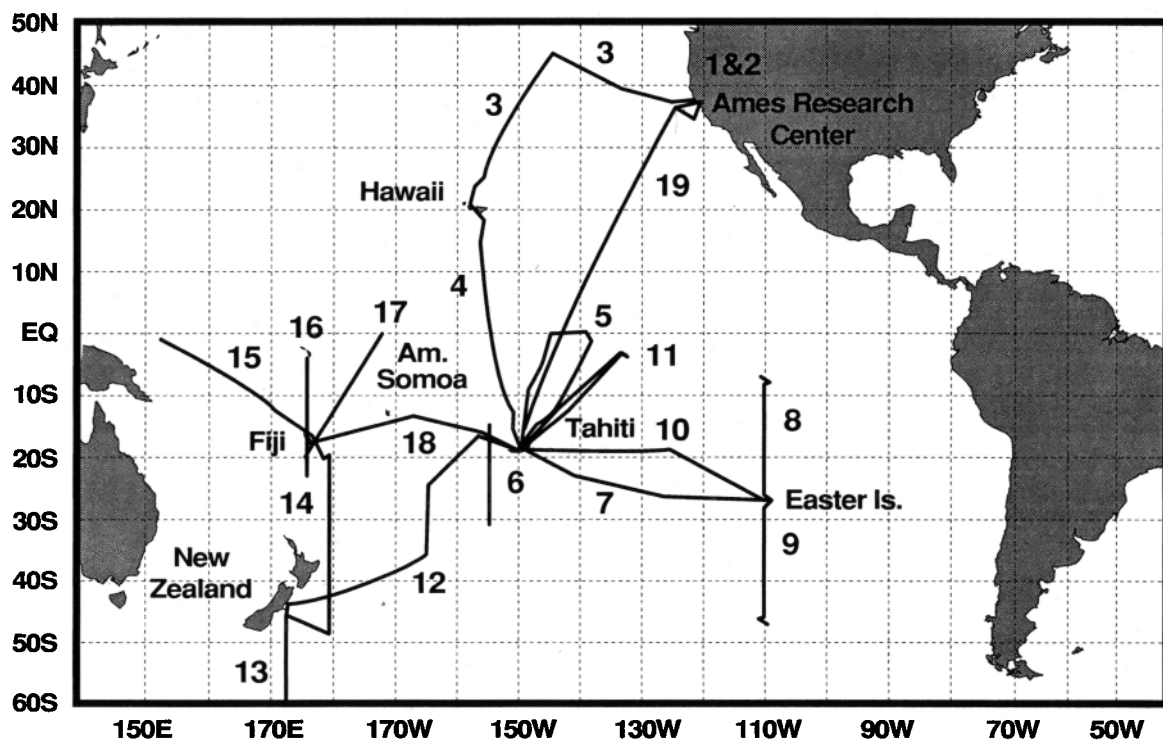 50N
3
1&2
40N
3
Ames Research
Center
30N
19
Hawaii
20N
10N
4
17
5
16
EQ
15
Am.
Somoa
11
10S
8
Fiji
Tahiti
10
18
20S
6
14
7
Easter Is.
30S
9
New
Zealand
12
40S
50S
13
60S
150E
170E
170W
150W
130W
110W
90W
70W
50W